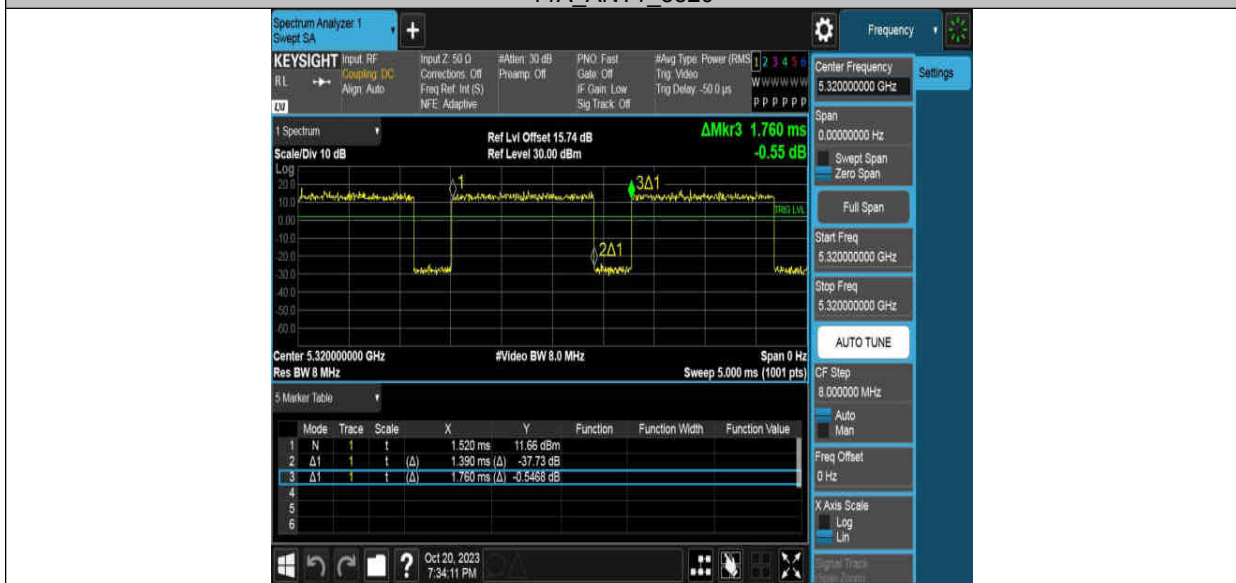 11A_ANT1_5320
Spectrum Analyzer 1
Swept SA
Frequency
KEYSIGHT
RL
Input: RF
Coupling: DC
Align: Auto
Input Z: 50 Ω
Corrections: Off
Freq Ref: Int (S)
NFE: Adaptive
#Atten: 30 dB
Preamp: Off
PNO: Fast
Gate: Off
IF Gain: Low
Sig Track: Off
#Avg Type: Power (RMS
Trig: Video
Trig Delay: -50.0 µs
1 2 3 4 5 6
W W W W W W
P P P P P P
1 Spectrum
Scale/Div 10 dB
Ref Lvl Offset 15.74 dB
Ref Level 30.00 dBm
ΔMkr3 1.760 ms
-0.55 dB
Log
20.0
10.0
0.00
-10.0
-20.0
-30.0
-40.0
-50.0
-60.0
1
3Δ1
2Δ1
TRIG LVL
Center 5.320000000 GHz
Res BW 8 MHz
#Video BW 8.0 MHz
Span 0 Hz
Sweep 5.000 ms (1001 pts)
5 Marker Table
Mode Trace Scale X Y Function Function Width Function Value
1 N 1 t 1.520 ms 11.66 dBm
2 Δ1 1 t (Δ) 1.390 ms (Δ) -37.73 dB
3 Δ1 1 t (Δ) 1.760 ms (Δ) -0.5468 dB
4
5
6
Oct 20, 2023
7:34:11 PM
Center Frequency
5.320000000 GHz
Settings
Span
0.00000000 Hz
Swept Span
Zero Span
Full Span
Start Freq
5.320000000 GHz
Stop Freq
5.320000000 GHz
AUTO TUNE
CF Step
8.000000 MHz
Auto
Man
Freq Offset
0 Hz
X Axis Scale
Log
Lin
Signal Track